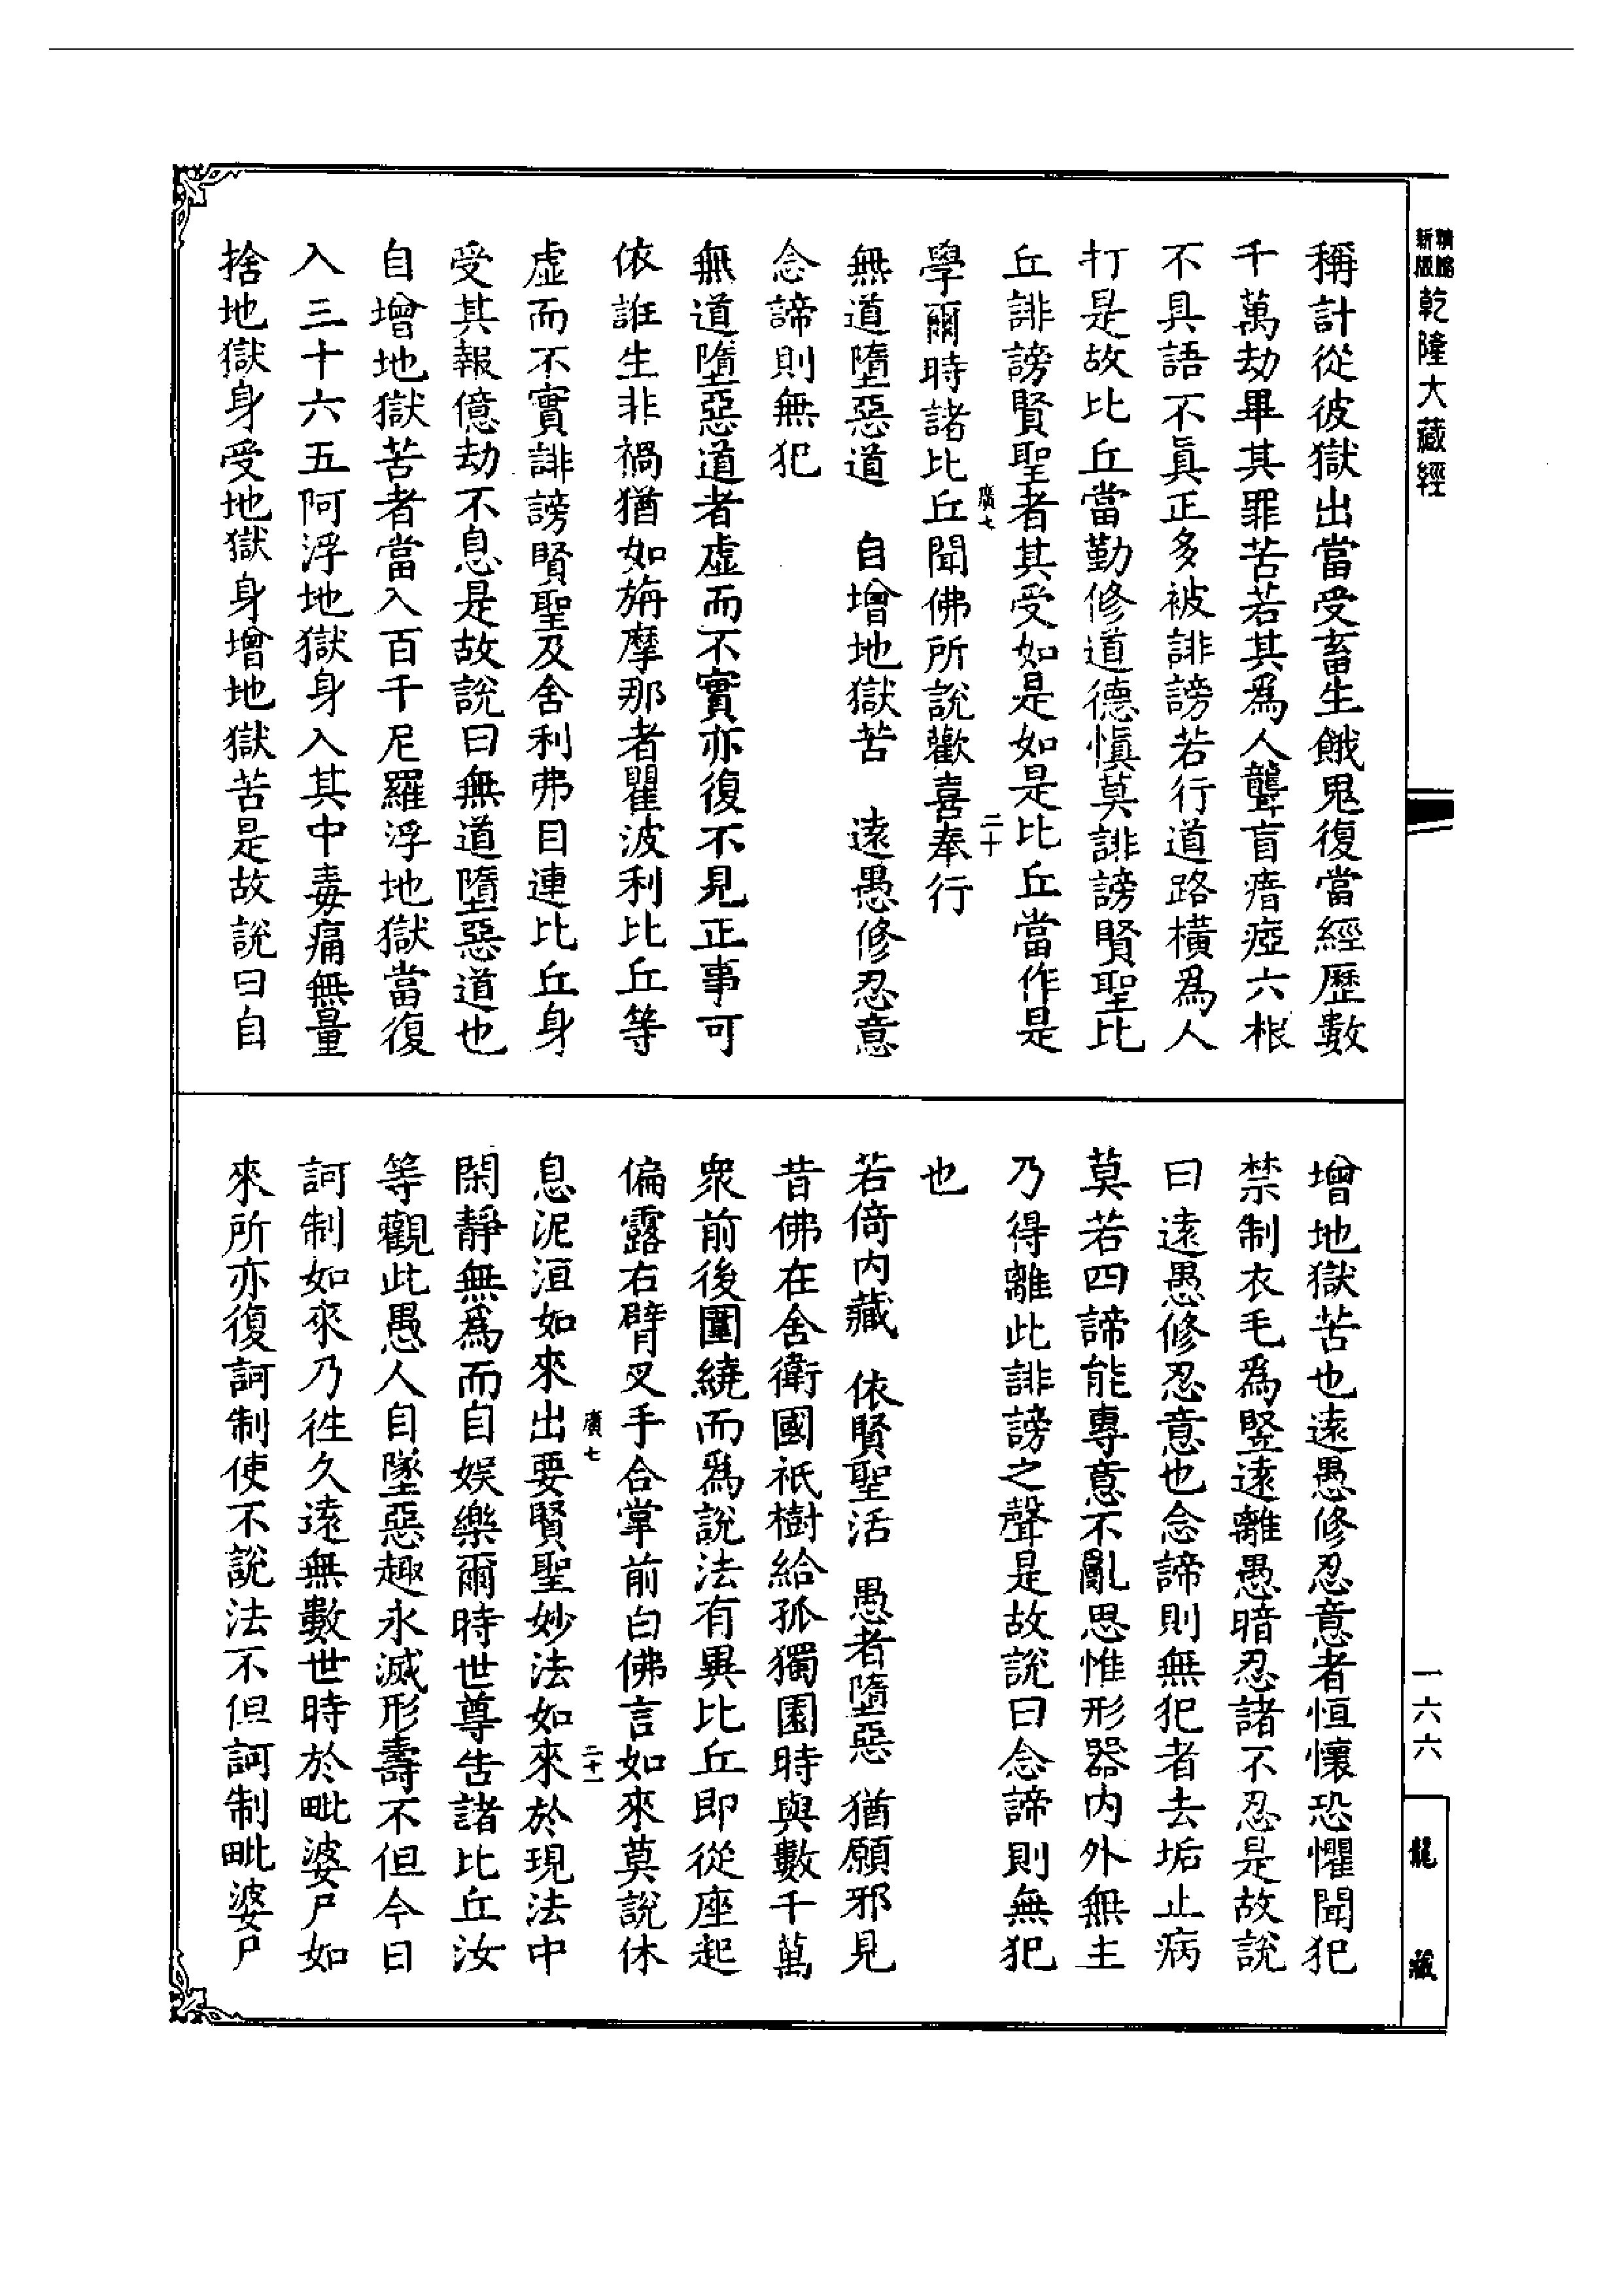 精縮
新版
乾隆大藏經
稱計從彼獄出當受畜生餓鬼復當經歷數
千萬劫畢其罪苦若其爲人聾盲瘖瘂六根
不具語不眞正多被誹謗若行道路橫爲人
打是故比丘當勤修道德愼莫誹謗賢聖比
丘誹謗賢聖者其受如是如是比丘當作是
廣七
二十
學爾時諸比丘聞佛所說歡喜奉行
無道墮惡道 自增地獄苦 遠愚修忍意
念諦則無犯
無道墮惡道者虛而不實亦復不見正事可
依誑生非禍猶如旃摩那者瞿波利比丘等
虛而不實誹謗賢聖及舍利弗目連比丘身
受其報億劫不息是故說曰無道墮惡道也
自增地獄苦者當入百千尼羅浮地獄當復
入三十六五阿浮地獄身入其中毒痛無量
捨地獄身受地獄身增地獄苦是故說曰自
增地獄苦也遠愚修忍意者恒懷恐懼聞犯
禁制衣毛爲竪遠離愚暗忍諸不忍是故說
曰遠愚修忍意也念諦則無犯者去垢止病
莫若四諦能專意不亂思惟形器內外無主
乃得離此誹謗之聲是故說曰念諦則無犯
也
若倚內藏 依賢聖活 愚者墮惡 猶願邪見
昔佛在舍衛國祇樹給孤獨園時與數千萬
衆前後圍繞而爲說法有異比丘即從座起
偏露右臂叉手合掌前白佛言如來莫說休
廣七
二十一
息泥洹如來出要賢聖妙法如來於現法中
閑靜無爲而自娛樂爾時世尊告諸比丘汝
等觀此愚人自墜惡趣永滅形壽不但今日
訶制如來乃徃久遠無數世時於毗婆尸如
來所亦復訶制使不說法不但訶制毗婆尸
一六六
龍藏